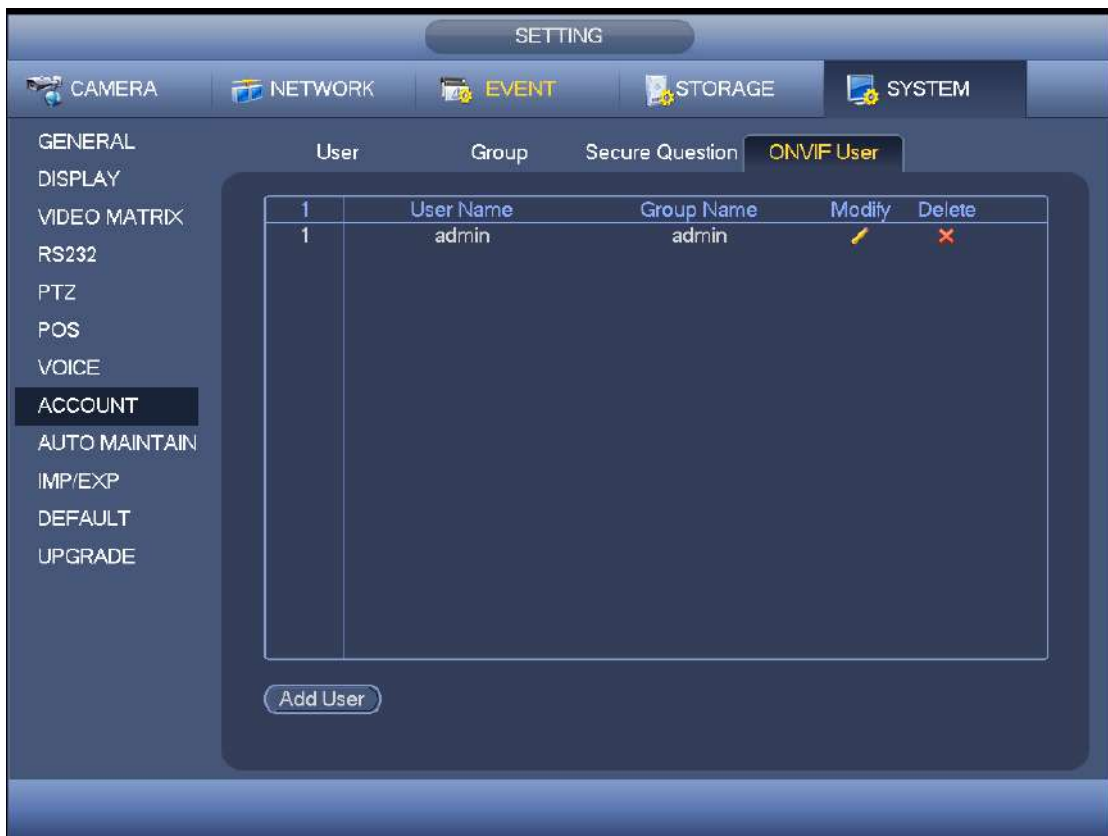 SETTING
CAMERA NETWORK EVENT STORAGE SYSTEM
GENERAL
DISPLAY
VIDEO MATRIX
RS232
PTZ
POS
VOICE
ACCOUNT
AUTO MAINTAIN
IMP/EXP
DEFAULT
UPGRADE
User Group Secure Question ONVIF User
1 User Name Group Name Modify Delete
1 admin admin
Add User